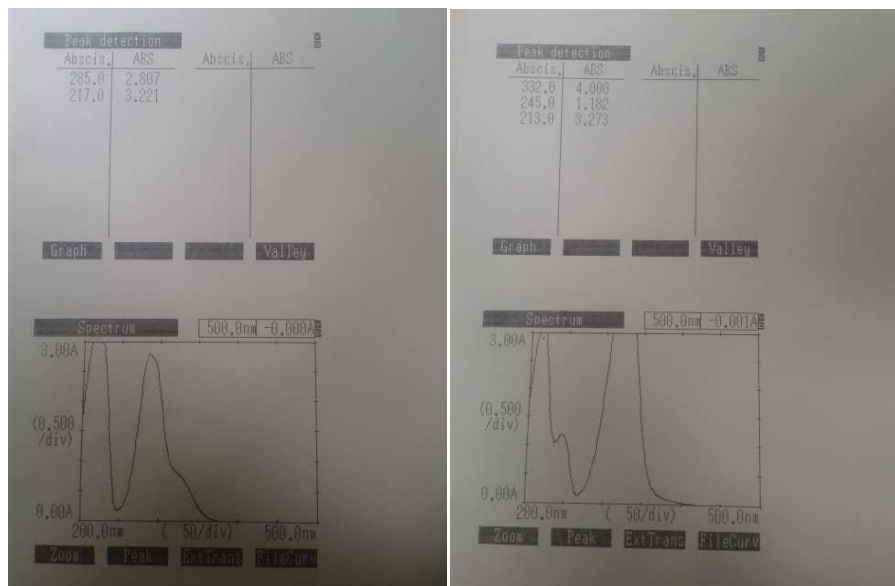 Peak detection
Abscis. ABS Abscis. ABS
285.0 2.807
217.0 3.221
Graph Valley
Spectrum 500.0nm -0.000A
3.00A
(0.500
/div)
0.00A
200.0nm ( 50/div) 500.0nm
Zoom Peak ExtTrans FileCurv
Peak detection
Abscis. ABS Abscis. ABS
332.0 4.000
245.0 1.182
213.0 3.273
Graph Valley
Spectrum 500.0nm -0.001A
3.00A
(0.500
/div)
0.00A
200.0nm ( 50/div) 500.0nm
Zoom Peak ExtTrans FileCurv